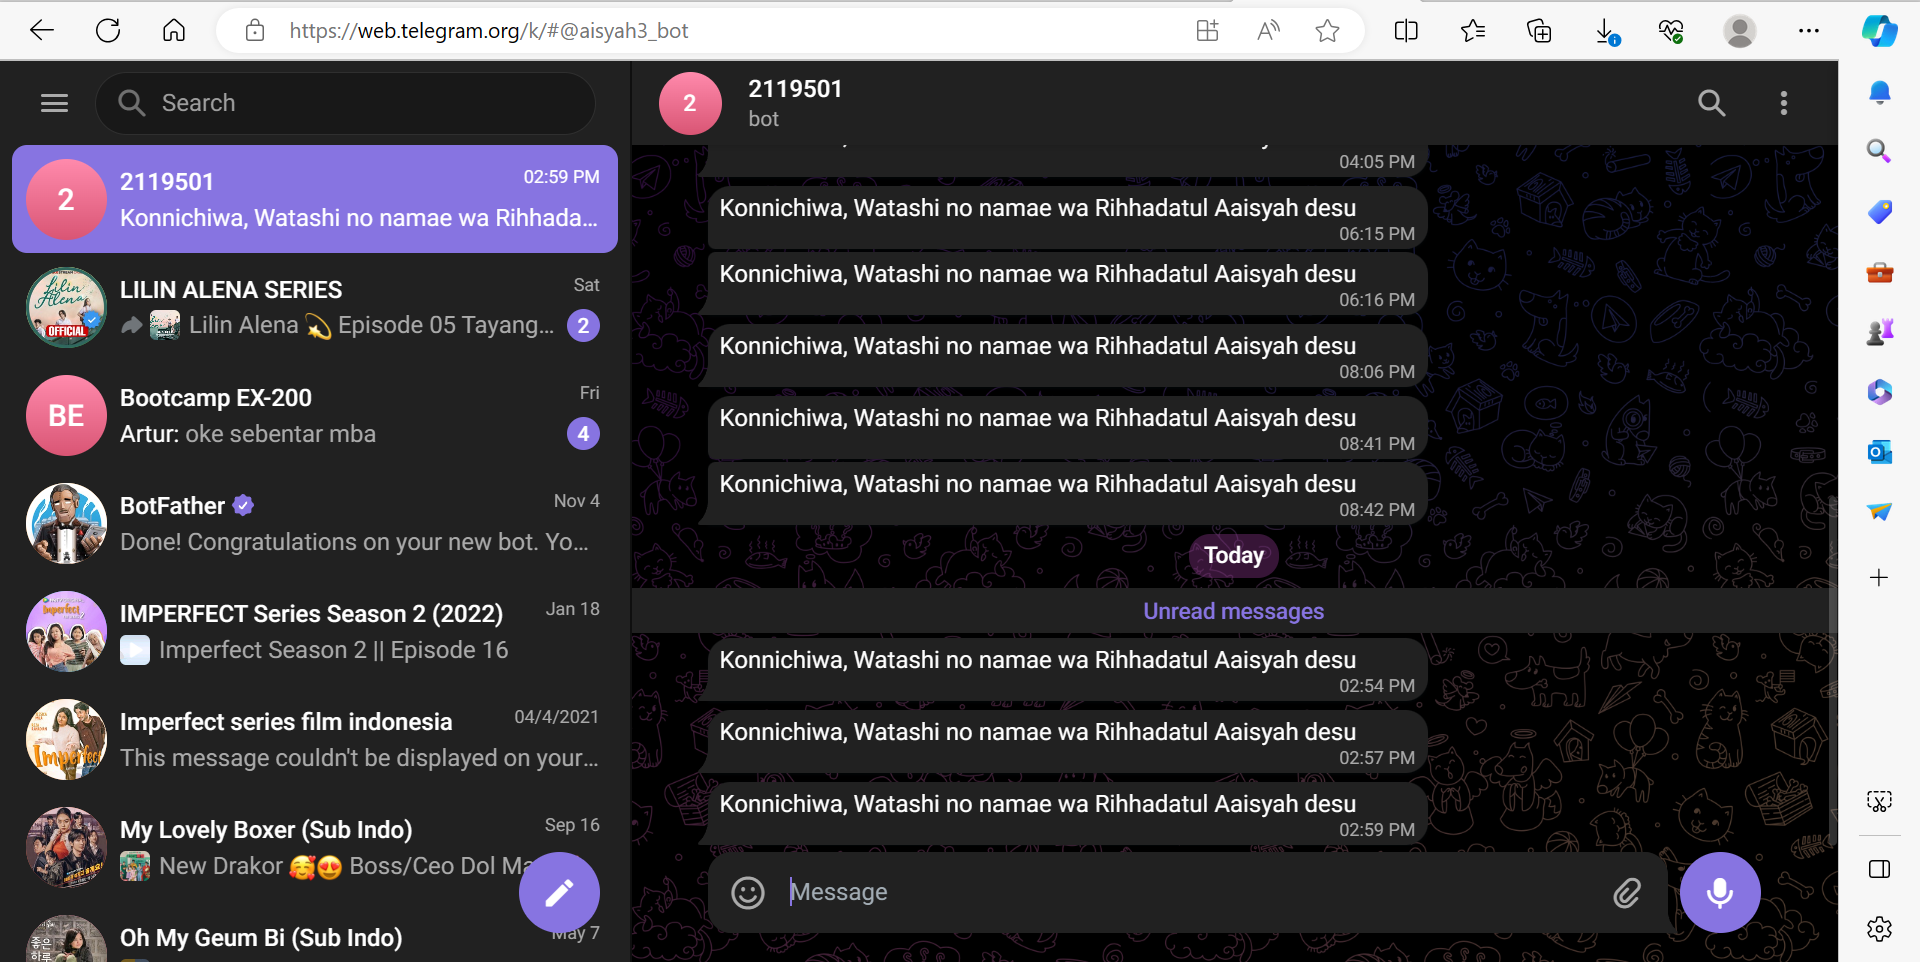 https://web.telegram.org/k/#@aisyah3_bot
Search
2
2119501
02:59 PM
Konnichiwa, Watashi no namae wa Rihhada...
Lilin Alena
OFFICIAL
LILIN ALENA SERIES
Sat
Lilin Alena 💫 Episode 05 Tayang...
2
BE
Bootcamp EX-200
Fri
Artur: oke sebentar mba
4
BotFather
Nov 4
Done! Congratulations on your new bot. Yo...
Imperfect
IMPERFECT Series Season 2 (2022)
Jan 18
Imperfect Season 2 || Episode 16
Imperfect
Imperfect series film indonesia
04/4/2021
This message couldn't be displayed on your...
My Lovely Boxer (Sub Indo)
Sep 16
New Drakor 🥰😍 Boss/Ceo Dol Ma
Oh My Geum Bi (Sub Indo)
May 7
2
2119501
bot
04:05 PM
Konnichiwa, Watashi no namae wa Rihhadatul Aaisyah desu
06:15 PM
Konnichiwa, Watashi no namae wa Rihhadatul Aaisyah desu
06:16 PM
Konnichiwa, Watashi no namae wa Rihhadatul Aaisyah desu
08:06 PM
Konnichiwa, Watashi no namae wa Rihhadatul Aaisyah desu
08:41 PM
Konnichiwa, Watashi no namae wa Rihhadatul Aaisyah desu
08:42 PM
Today
Unread messages
Konnichiwa, Watashi no namae wa Rihhadatul Aaisyah desu
02:54 PM
Konnichiwa, Watashi no namae wa Rihhadatul Aaisyah desu
02:57 PM
Konnichiwa, Watashi no namae wa Rihhadatul Aaisyah desu
02:59 PM
Message